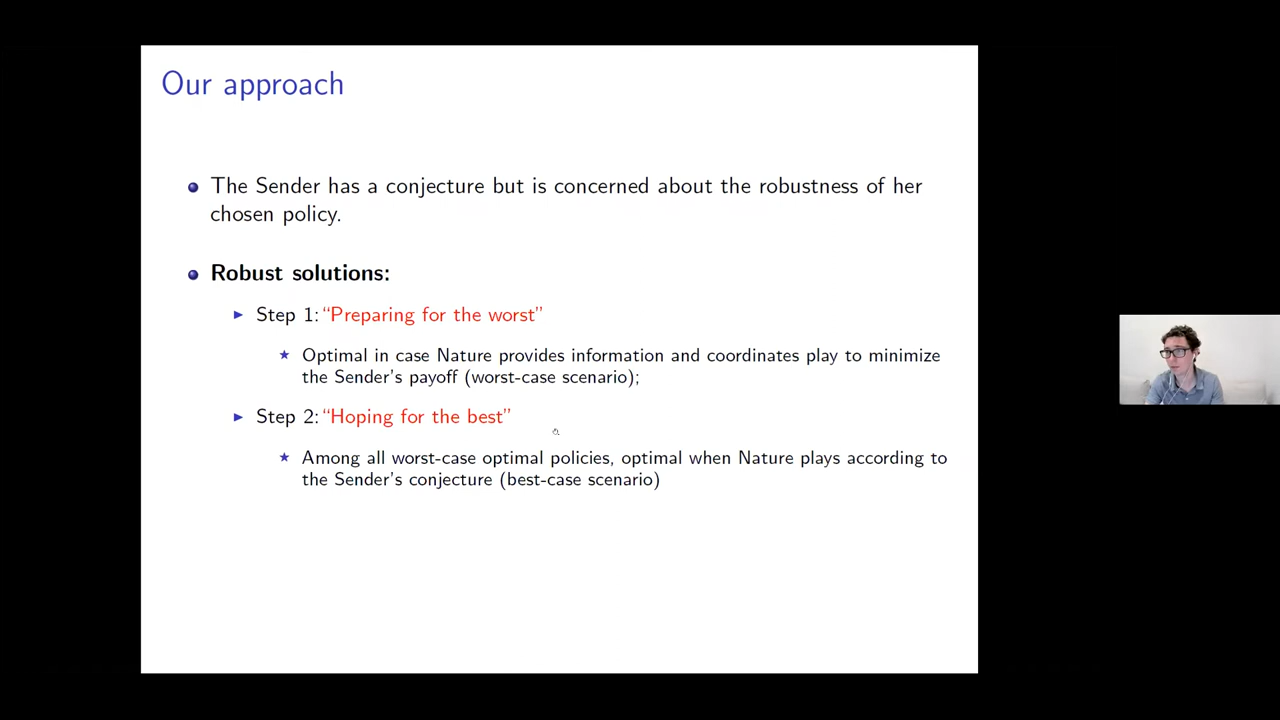 Our approach
The Sender has a conjecture but is concerned about the robustness of her
chosen policy.
Robust solutions:
Step 1: “Preparing for the worst”
Optimal in case Nature provides information and coordinates play to minimize
the Sender’s payoff (worst-case scenario);
Step 2: “Hoping for the best”
Among all worst-case optimal policies, optimal when Nature plays according to
the Sender’s conjecture (best-case scenario)